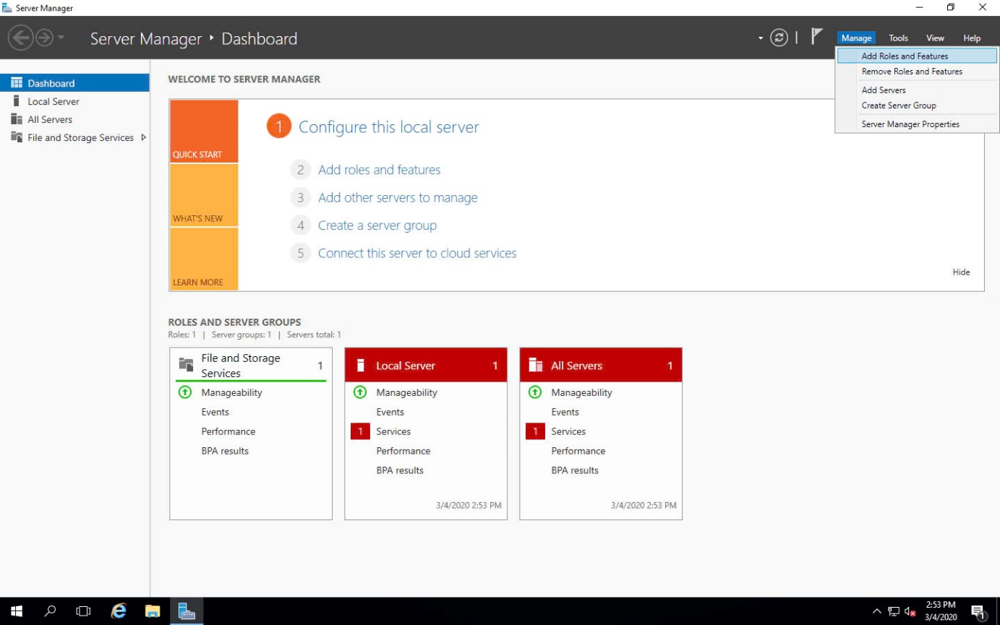 Server Manager
Server Manager ‣ Dashboard
Manage Tools View Help
Add Roles and Features
Remove Roles and Features
Add Servers
Create Server Group
Server Manager Properties
Dashboard
Local Server
All Servers
File and Storage Services
WELCOME TO SERVER MANAGER
QUICK START
WHAT'S NEW
LEARN MORE
1 Configure this local server
2 Add roles and features
3 Add other servers to manage
4 Create a server group
5 Connect this server to cloud services
Hide
ROLES AND SERVER GROUPS
Roles: 1 | Server groups: 1 | Servers total: 1
File and Storage
Services 1
Manageability
Events
Performance
BPA results
Local Server 1
Manageability
Events
1 Services
Performance
BPA results
3/4/2020 2:53 PM
All Servers 1
Manageability
Events
1 Services
Performance
BPA results
3/4/2020 2:53 PM
2:53 PM
3/4/2020
1